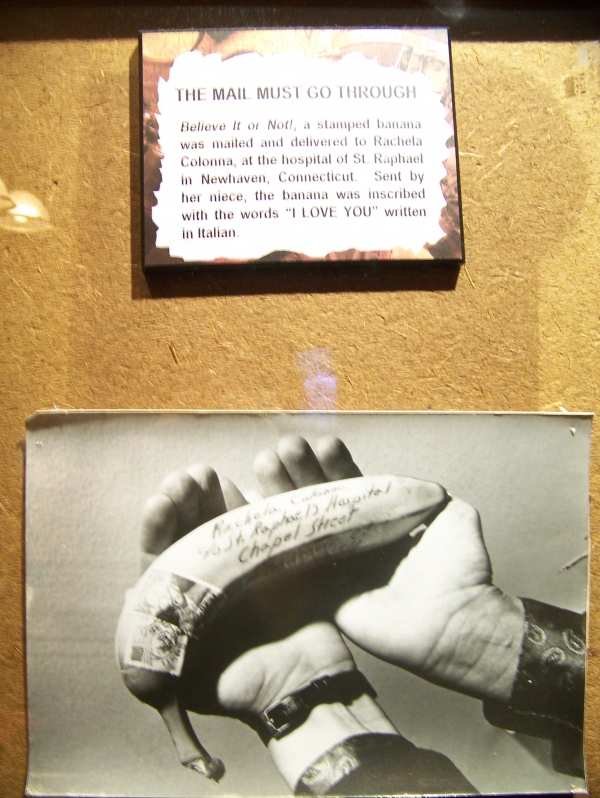 THE MAIL MUST GO THROUGH
Believe It or Not!, a stamped banana
was mailed and delivered to Rachela
Colonna, at the hospital of St. Raphael
in Newhaven, Connecticut. Sent by
her niece, the banana was inscribed
with the words “I LOVE YOU” written
in Italian.
Rachela Colonna
c/o St. Raphael's Hospital
Chapel Street